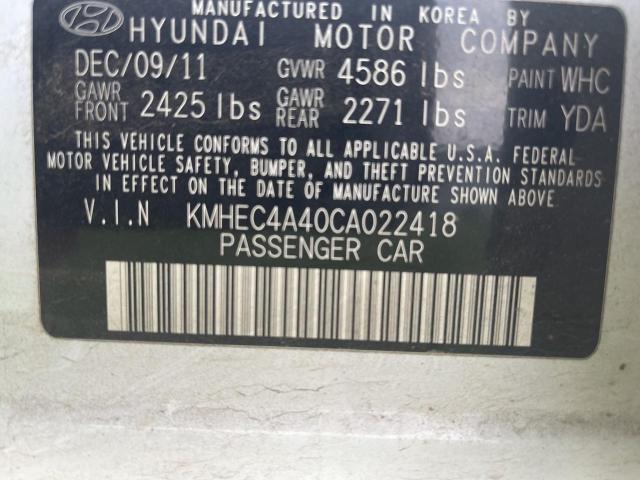 MANUFACTURED IN KOREA BY
HYUNDAI MOTOR COMPANY
DEC/09/11 GVWR 4586 lbs PAINT WHC
GAWR FRONT 2425 lbs GAWR REAR 2271 lbs TRIM YDA
THIS VEHICLE CONFORMS TO ALL APPLICABLE U.S.A. FEDERAL
MOTOR VEHICLE SAFETY, BUMPER, AND THEFT PREVENTION STANDARDS
IN EFFECT ON THE DATE OF MANUFACTURE SHOWN ABOVE
V.I.N KMHEC4A40CA022418
PASSENGER CAR